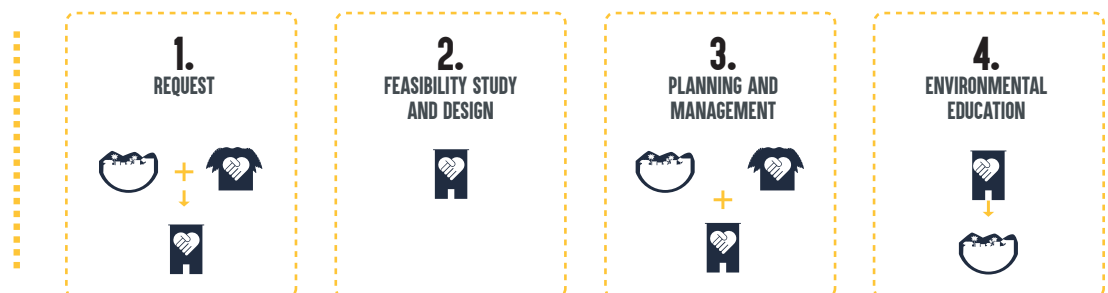 1.
REQUEST
2.
FEASIBILITY STUDY
AND DESIGN
3.
PLANNING AND
MANAGEMENT
4.
ENVIRONMENTAL
EDUCATION